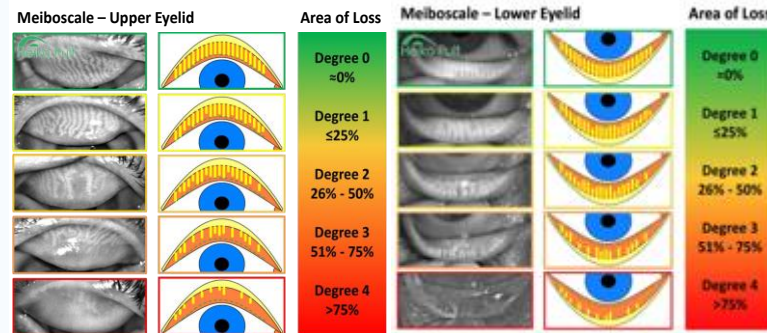 Meiboscale – Upper Eyelid
Area of Loss
Degree 0
≈0%
Degree 1
≤25%
Degree 2
26% - 50%
Degree 3
51% - 75%
Degree 4
>75%
Meiboscale – Lower Eyelid
Area of Loss
Degree 0
≈0%
Degree 1
≤25%
Degree 2
26% - 50%
Degree 3
51% - 75%
Degree 4
>75%